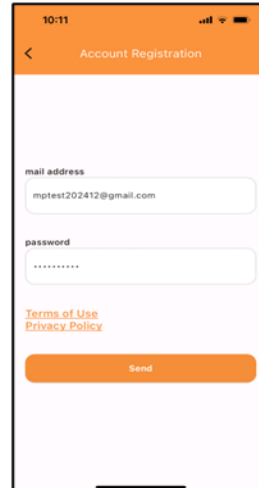 10:11
Account Registration
mail address
mptest202412@gmail.com
password
••••••••••
Terms of Use
Privacy Policy
Send